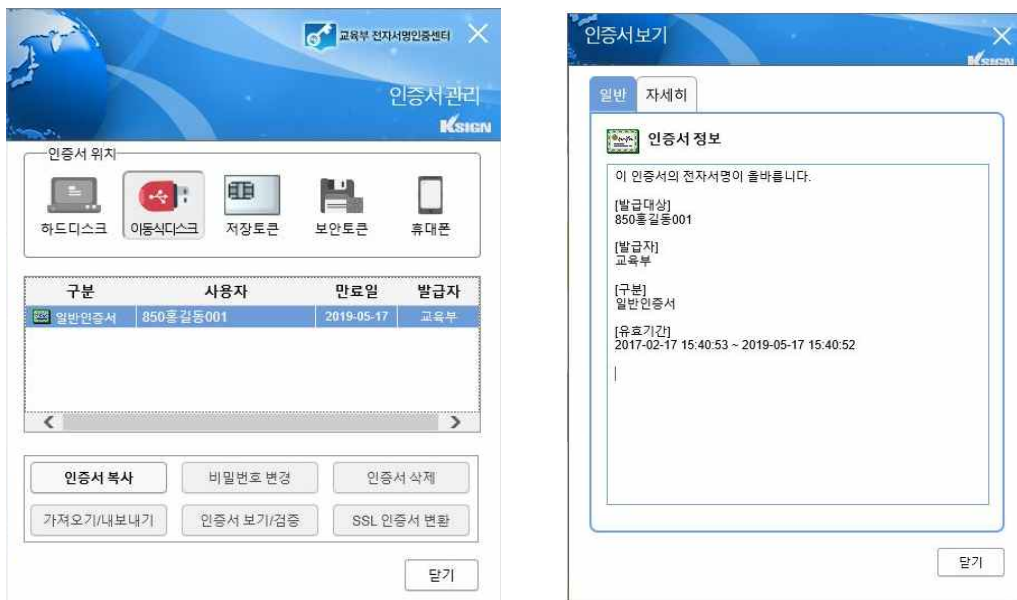 교육부 전자서명인증센터
인증서관리
KSIGN
인증서 위치
하드디스크 이동식디스크 저장토큰 보안토큰 휴대폰
구분 사용자 만료일 발급자
일반인증서 850홍길동001 2019-05-17 교육부
인증서 복사 비밀번호 변경 인증서 삭제
가져오기/내보내기 인증서 보기/검증 SSL 인증서 변환
닫기
인증서보기
KSIGN
일반 자세히
인증서 정보
이 인증서의 전자서명이 올바릅니다.
[발급대상]
850홍길동001
[발급자]
교육부
[구분]
일반인증서
[유효기간]
2017-02-17 15:40:53 ~ 2019-05-17 15:40:52
닫기